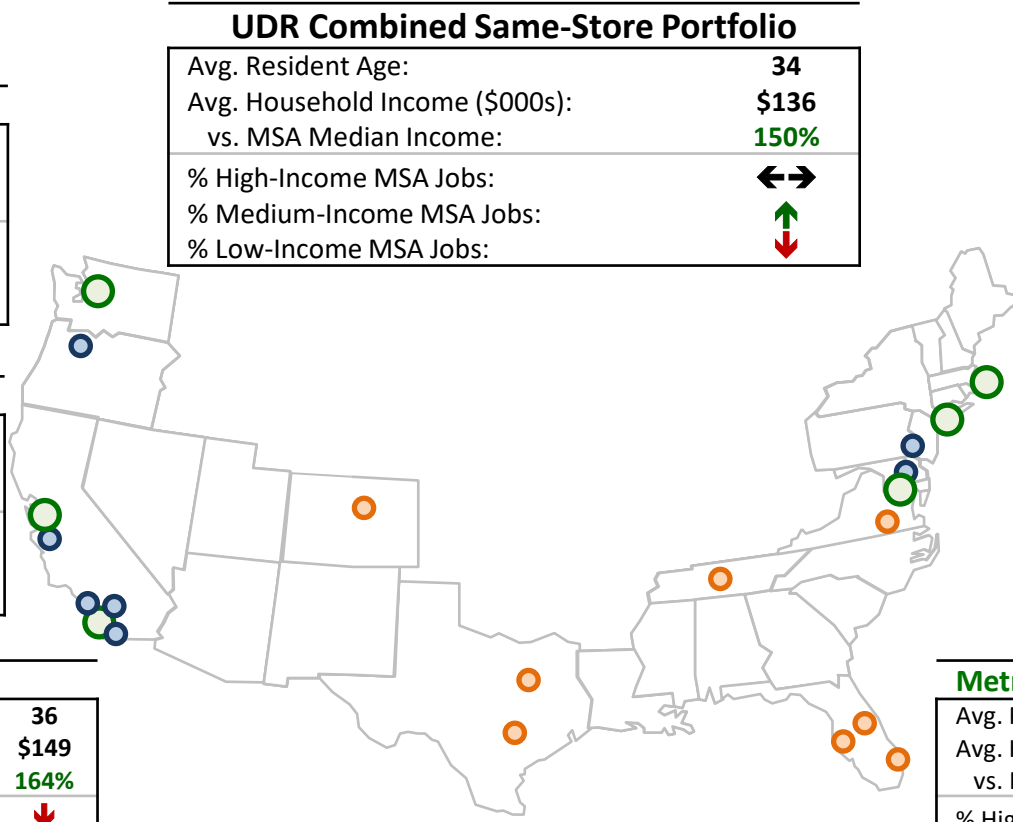 UDR Combined Same-Store Portfolio
Avg. Resident Age: 34
Avg. Household Income ($000s): $136
vs. MSA Median Income: 150%
% High-Income MSA Jobs:
% Medium-Income MSA Jobs:
% Low-Income MSA Jobs:
36
$149
164%
Avg.
Avg.
vs.